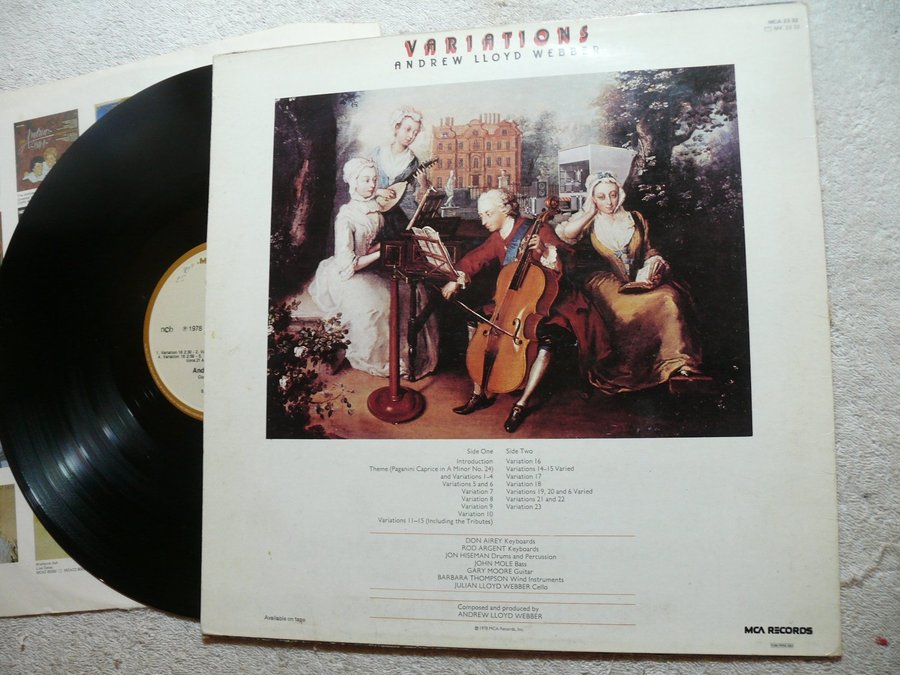 MCA 23 32
VARIATIONS
ANDREW LLOYD WEBBER
Side One
Introduction
Theme (Paganini Caprice in A Minor No. 24)
and Variations 1–4
Variations 5 and 6
Variation 7
Variation 8
Variation 9
Variation 10
Variations 11–15 (Including the Tributes)
Side Two
Variation 16
Variations 14–15 Varied
Variation 17
Variation 18
Variations 19, 20 and 6 Varied
Variations 21 and 22
Variation 23
DON AIREY Keyboards
ROD ARGENT Keyboards
JON HISEMAN Drums and Percussion
JOHN MOLE Bass
GARY MOORE Guitar
BARBARA THOMPSON Wind Instruments
JULIAN LLOYD WEBBER Cello
Composed and produced by
ANDREW LLOYD WEBBER
℗ 1978 MCA Records, Inc.
Available on tape
MCA RECORDS
ncb
℗ 1978